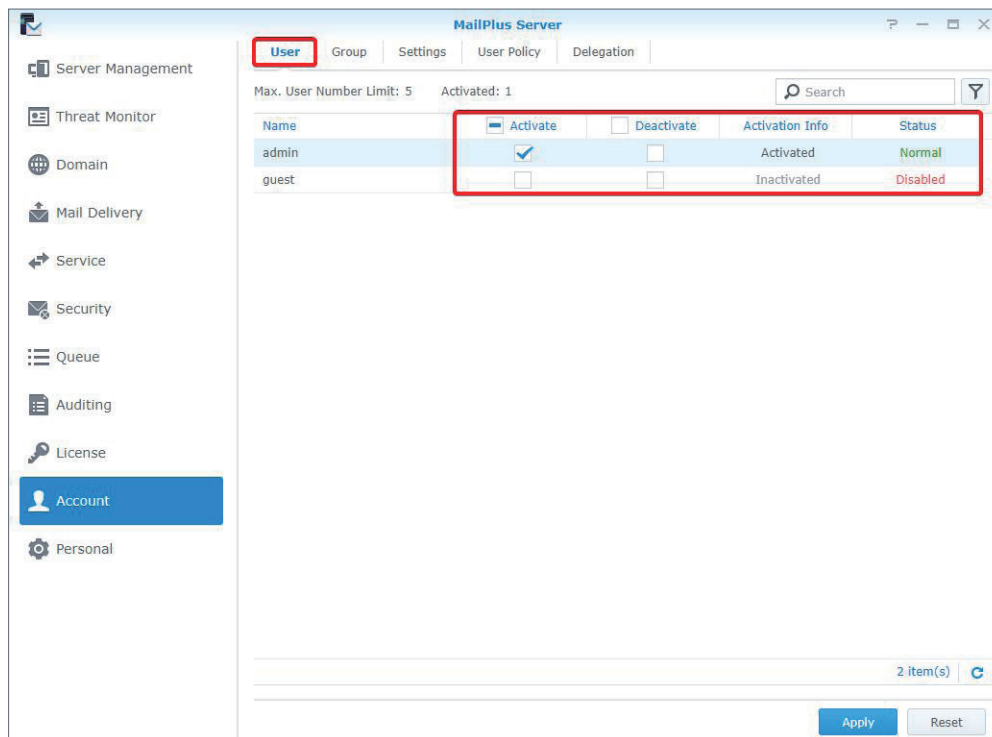 MailPlus Server
Server Management
Threat Monitor
Domain
Mail Delivery
Service
Security
Queue
Auditing
License
Account
Personal
User Group Settings User Policy Delegation
Max. User Number Limit: 5 Activated: 1 Search
Name Activate Deactivate Activation Info Status
admin Activated Normal
guest Inactivated Disabled
2 item(s)
Apply Reset